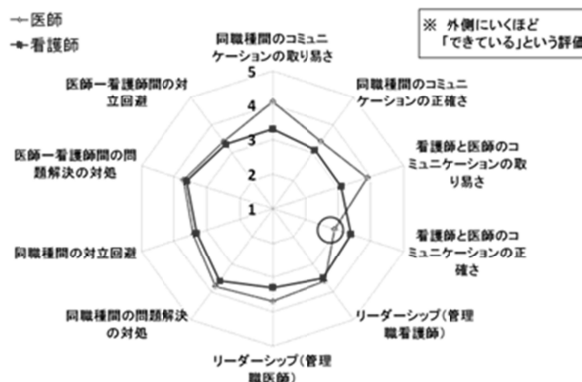 医師
看護師
※ 外側にいくほど
「できている」という評価
同職種間のコミュニ
ケーションの取り易さ
同職種間のコミュニ
ケーションの正確さ
看護師と医師のコ
ミュニケーションの取
り易さ
看護師と医師のコ
ミュニケーションの正
確さ
リーダーシップ(管理
職看護師)
リーダーシップ(管理
職医師)
同職種間の問題解決
の対処
同職種間の対立回避
医師ー看護師間の問
題解決の対処
医師ー看護師間の対
立回避
5
4
3
2
1